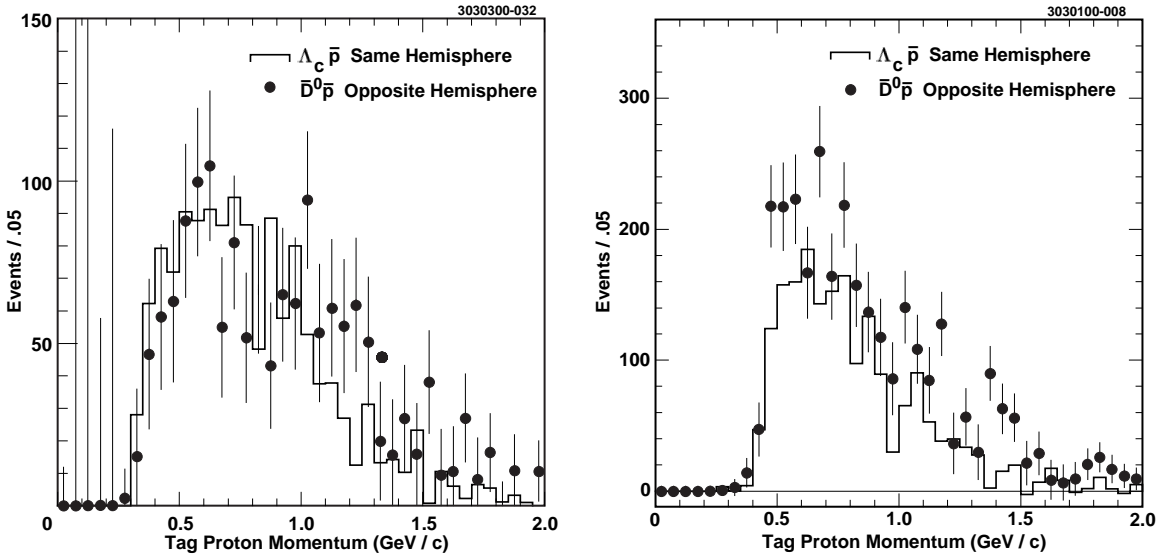 3030300-032
150
Λc p̄ Same Hemisphere
D̄⁰p̄ Opposite Hemisphere
100
Events / .05
50
0
0.5
1.0
1.5
2.0
Tag Proton Momentum (GeV / c)
3030100-008
Λc p̄ Same Hemisphere
D̄⁰p̄ Opposite Hemisphere
300
200
Events / .05
100
0
0
0.5
1.0
1.5
2.0
Tag Proton Momentum (GeV / c)